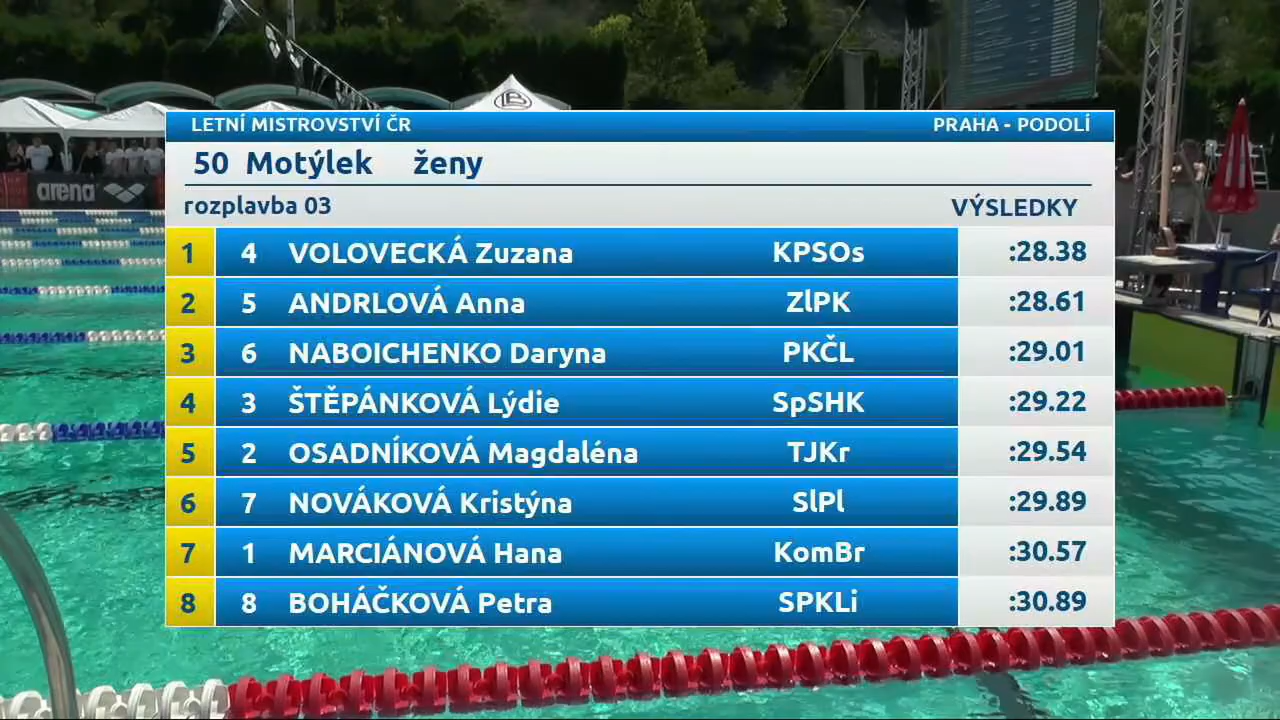 LETNÍ MISTROVSTVÍ ČR PRAHA - PODOLÍ
50 Motýlek ženy
rozplavba 03 VÝSLEDKY
1 4 VOLOVECKÁ Zuzana KPSOs :28.38
2 5 ANDRLOVÁ Anna ZlPK :28.61
3 6 NABOICHENKO Daryna PKČL :29.01
4 3 ŠTĚPÁNKOVÁ Lýdie SpSHK :29.22
5 2 OSADNÍKOVÁ Magdaléna TJKr :29.54
6 7 NOVÁKOVÁ Kristýna SlPl :29.89
7 1 MARCIÁNOVÁ Hana KomBr :30.57
8 8 BOHÁČKOVÁ Petra SPKLi :30.89
arena